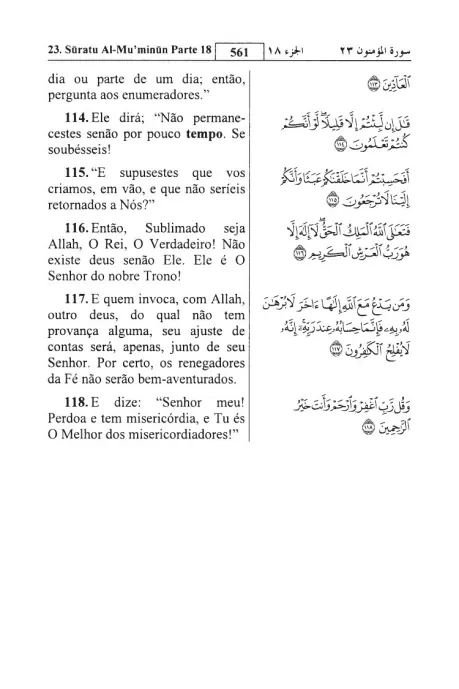 23. Sūratu Al-Mu’minūn Parte 18 561 الجزء ١٨ سورة المؤمنون ٢٣
dia ou parte de um dia; então,
pergunta aos enumeradores.”
114. Ele dirá; “Não permane-
cestes senão por pouco tempo. Se
soubésseis!
115. “E supusestes que vos
criamos, em vão, e que não seríeis
retornados a Nós?”
116. Então, Sublimado seja
Allah, O Rei, O Verdadeiro! Não
existe deus senão Ele. Ele é O
Senhor do nobre Trono!
117. E quem invoca, com Allah,
outro deus, do qual não tem
provança alguma, seu ajuste de
contas será, apenas, junto de seu
Senhor. Por certo, os renegadores
da Fé não serão bem-aventurados.
118. E dize: “Senhor meu!
Perdoa e tem misericórdia, e Tu és
O Melhor dos misericordiadores!”
ٱلْعَآدِّينَ ١١٣
قَٰلَ إِن لَّبِثْتُمْ إِلَّا قَلِيلًا ۖ لَّوْ أَنَّكُمْ
كُنتُمْ تَعْلَمُونَ ١١٤
أَفَحَسِبْتُمْ أَنَّمَا خَلَقْنَٰكُمْ عَبَثًا وَأَنَّكُمْ
إِلَيْنَا لَا تُرْجَعُونَ ١١٥
فَتَعَٰلَى ٱللَّهُ ٱلْمَلِكُ ٱلْحَقُّ ۖ لَآ إِلَٰهَ إِلَّا
هُوَ رَبُّ ٱلْعَرْشِ ٱلْكَرِيمِ ١١٦
وَمَن يَدْعُ مَعَ ٱللَّهِ إِلَٰهًا ءَاخَرَ لَا بُرْهَٰنَ
لَهُۥ بِهِۦ فَإِنَّمَا حِسَابُهُۥ عِندَ رَبِّهِۦٓ ۚ إِنَّهُۥ
لَا يُفْلِحُ ٱلْكَٰفِرُونَ ١١٧
وَقُل رَّبِّ ٱغْفِرْ وَٱرْحَمْ وَأَنتَ خَيْرُ
ٱلرَّٰحِمِينَ ١١٨